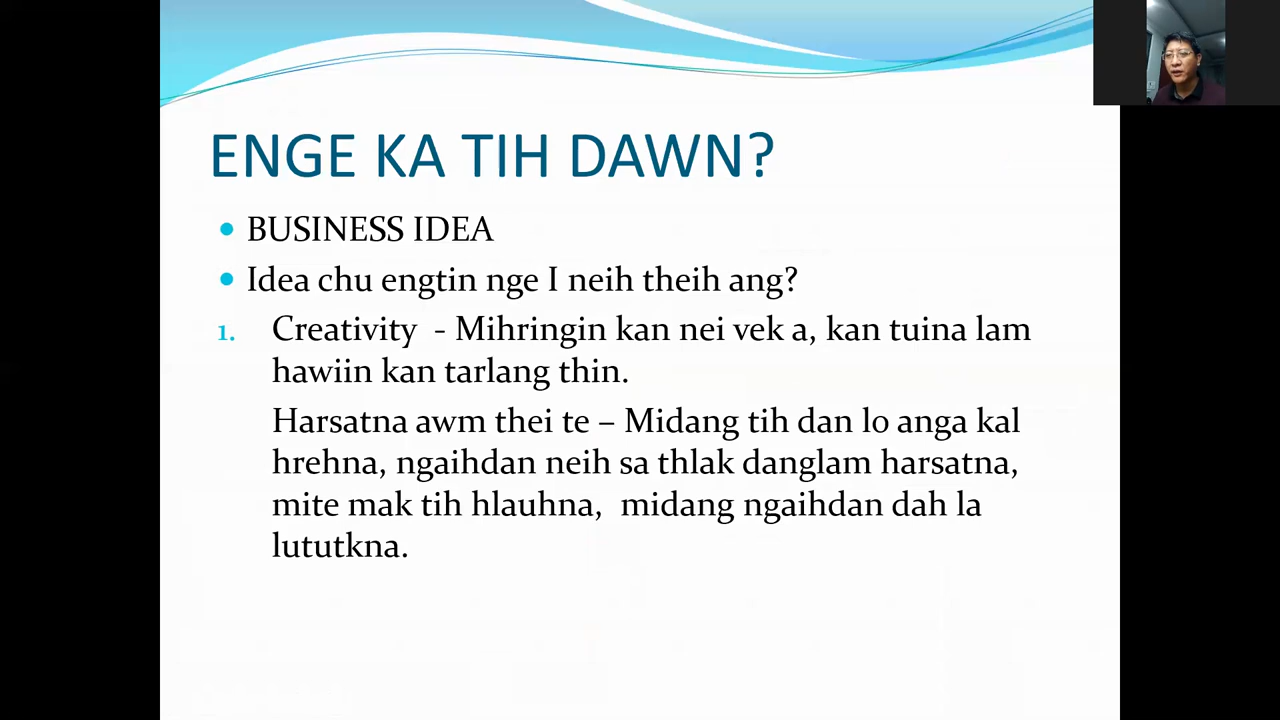 ENGE KA TIH DAWN?
BUSINESS IDEA
Idea chu engtin nge I neih theih ang?
1. Creativity - Mihringin kan nei vek a, kan tuina lam
hawiin kan tarlang thin.
Harsatna awm thei te – Midang tih dan lo anga kal
hrehna, ngaihdan neih sa thlak danglam harsatna,
mite mak tih hlauhna, midang ngaihdan dah la
lututkna.